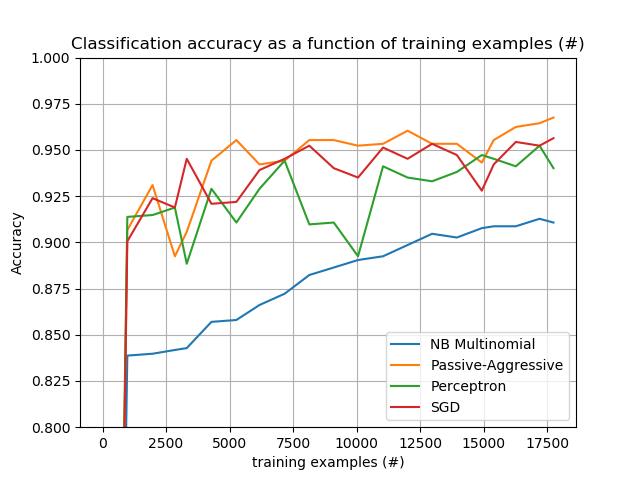 Classification accuracy as a function of training examples (#)
1.000
0.975
0.950
0.925
0.900
0.875
0.850
0.825
0.800
Accuracy
NB Multinomial
Passive-Aggressive
Perceptron
SGD
0 2500 5000 7500 10000 12500 15000 17500
training examples (#)